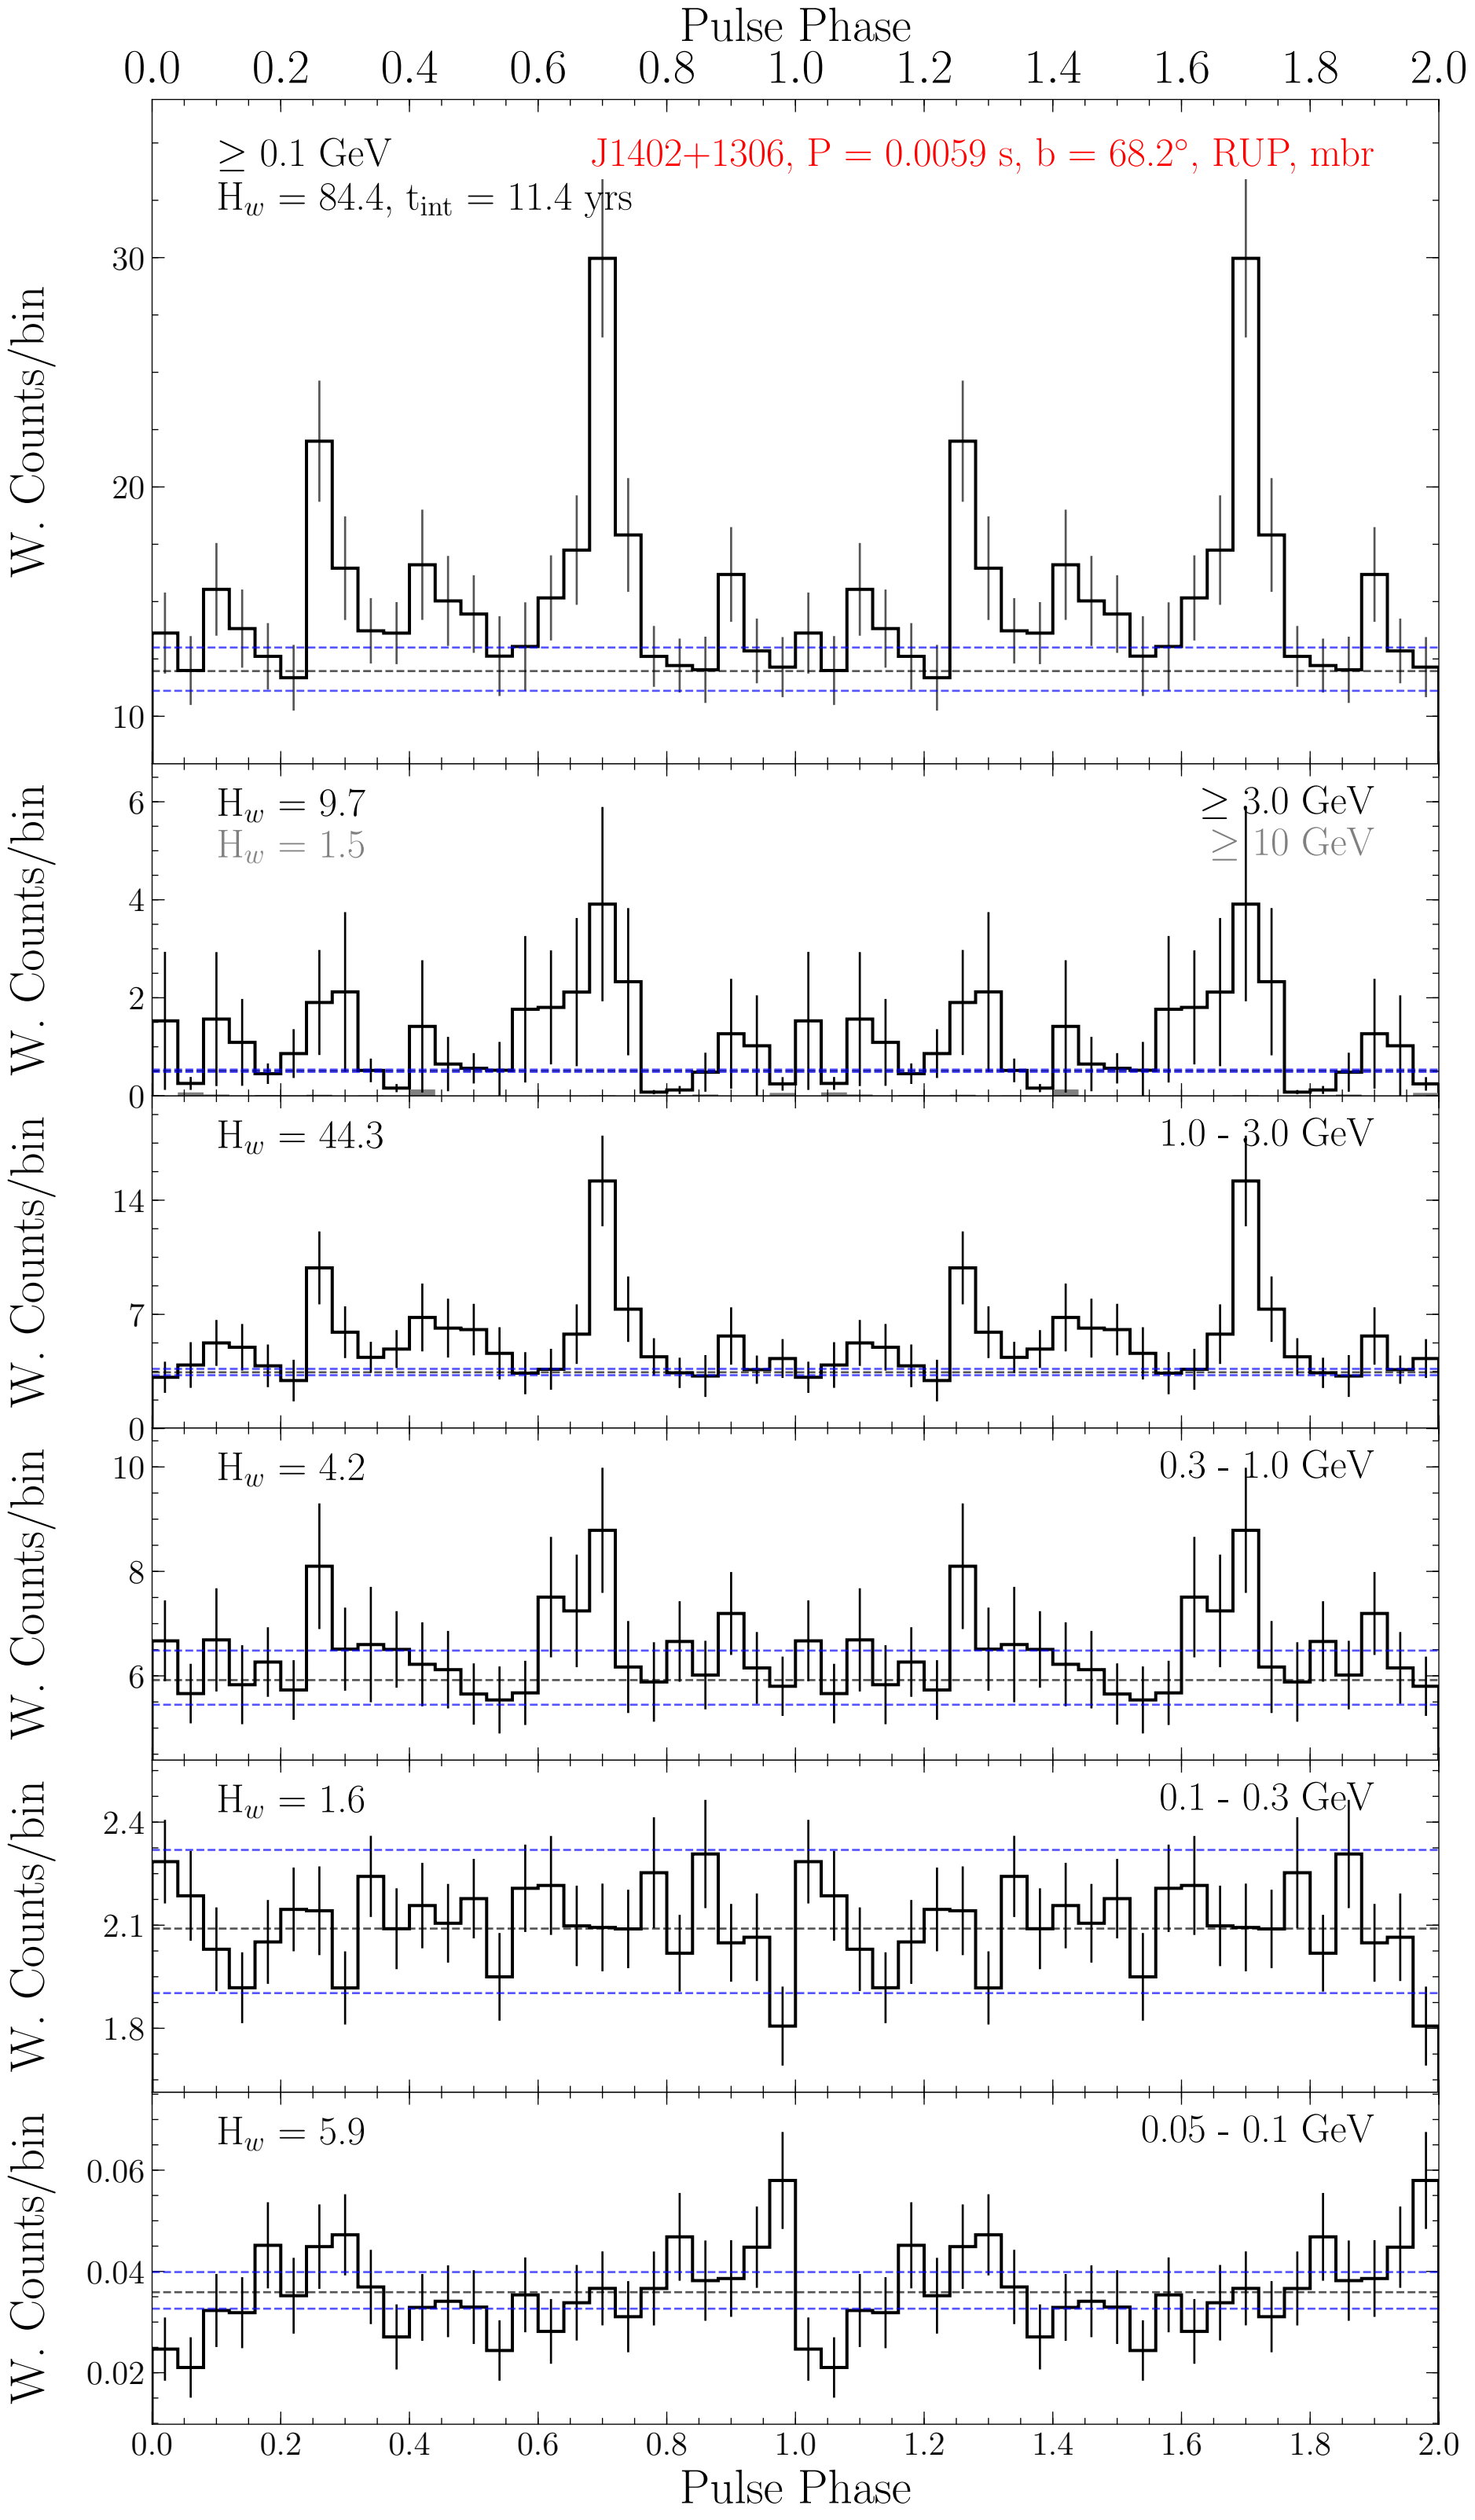 Pulse Phase
0.0 0.2 0.4 0.6 0.8 1.0 1.2 1.4 1.6 1.8 2.0
≥ 0.1 GeV
J1402+1306, P = 0.0059 s, b = 68.2°, RUP, mbr
H_w = 84.4, t_int = 11.4 yrs
W. Counts/bin
30
20
10
H_w = 9.7
≥ 3.0 GeV
H_w = 1.5
≥ 10 GeV
W. Counts/bin
6
4
2
0
H_w = 44.3
1.0 - 3.0 GeV
W. Counts/bin
14
7
0
H_w = 4.2
0.3 - 1.0 GeV
W. Counts/bin
10
8
6
H_w = 1.6
0.1 - 0.3 GeV
W. Counts/bin
2.4
2.1
1.8
H_w = 5.9
0.05 - 0.1 GeV
W. Counts/bin
0.06
0.04
0.02
0.0 0.2 0.4 0.6 0.8 1.0 1.2 1.4 1.6 1.8 2.0
Pulse Phase